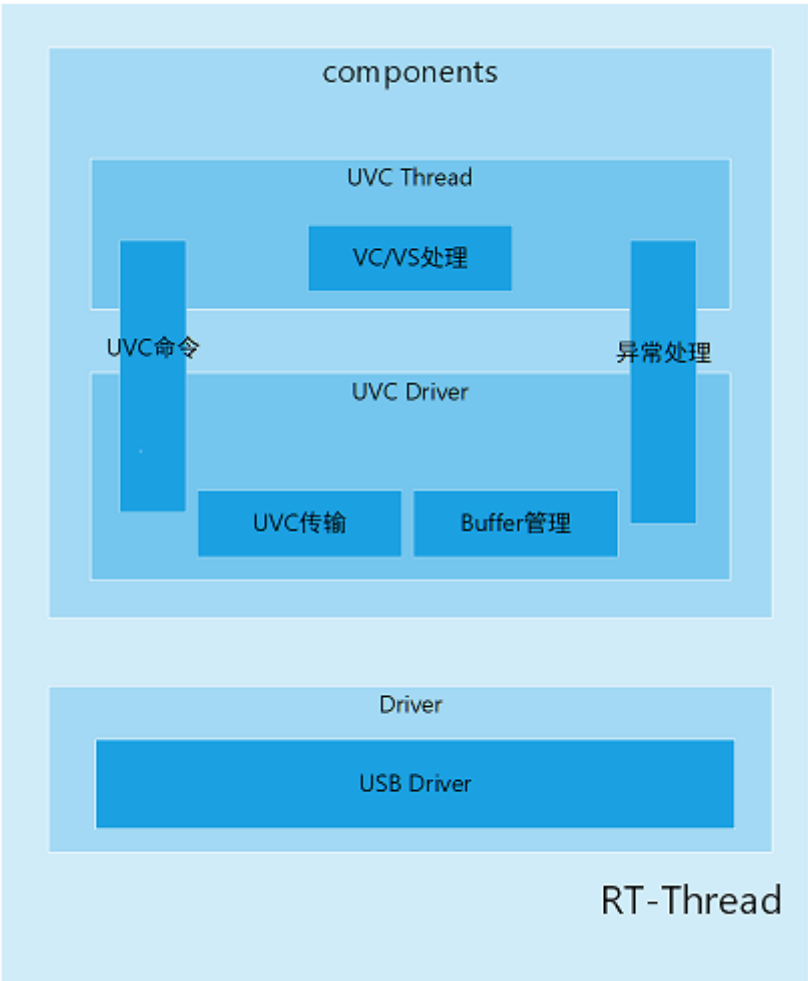 components
UVC Thread
VC/VS处理
UVC命令
异常处理
UVC Driver
UVC传输
Buffer管理
Driver
USB Driver
RT-Thread